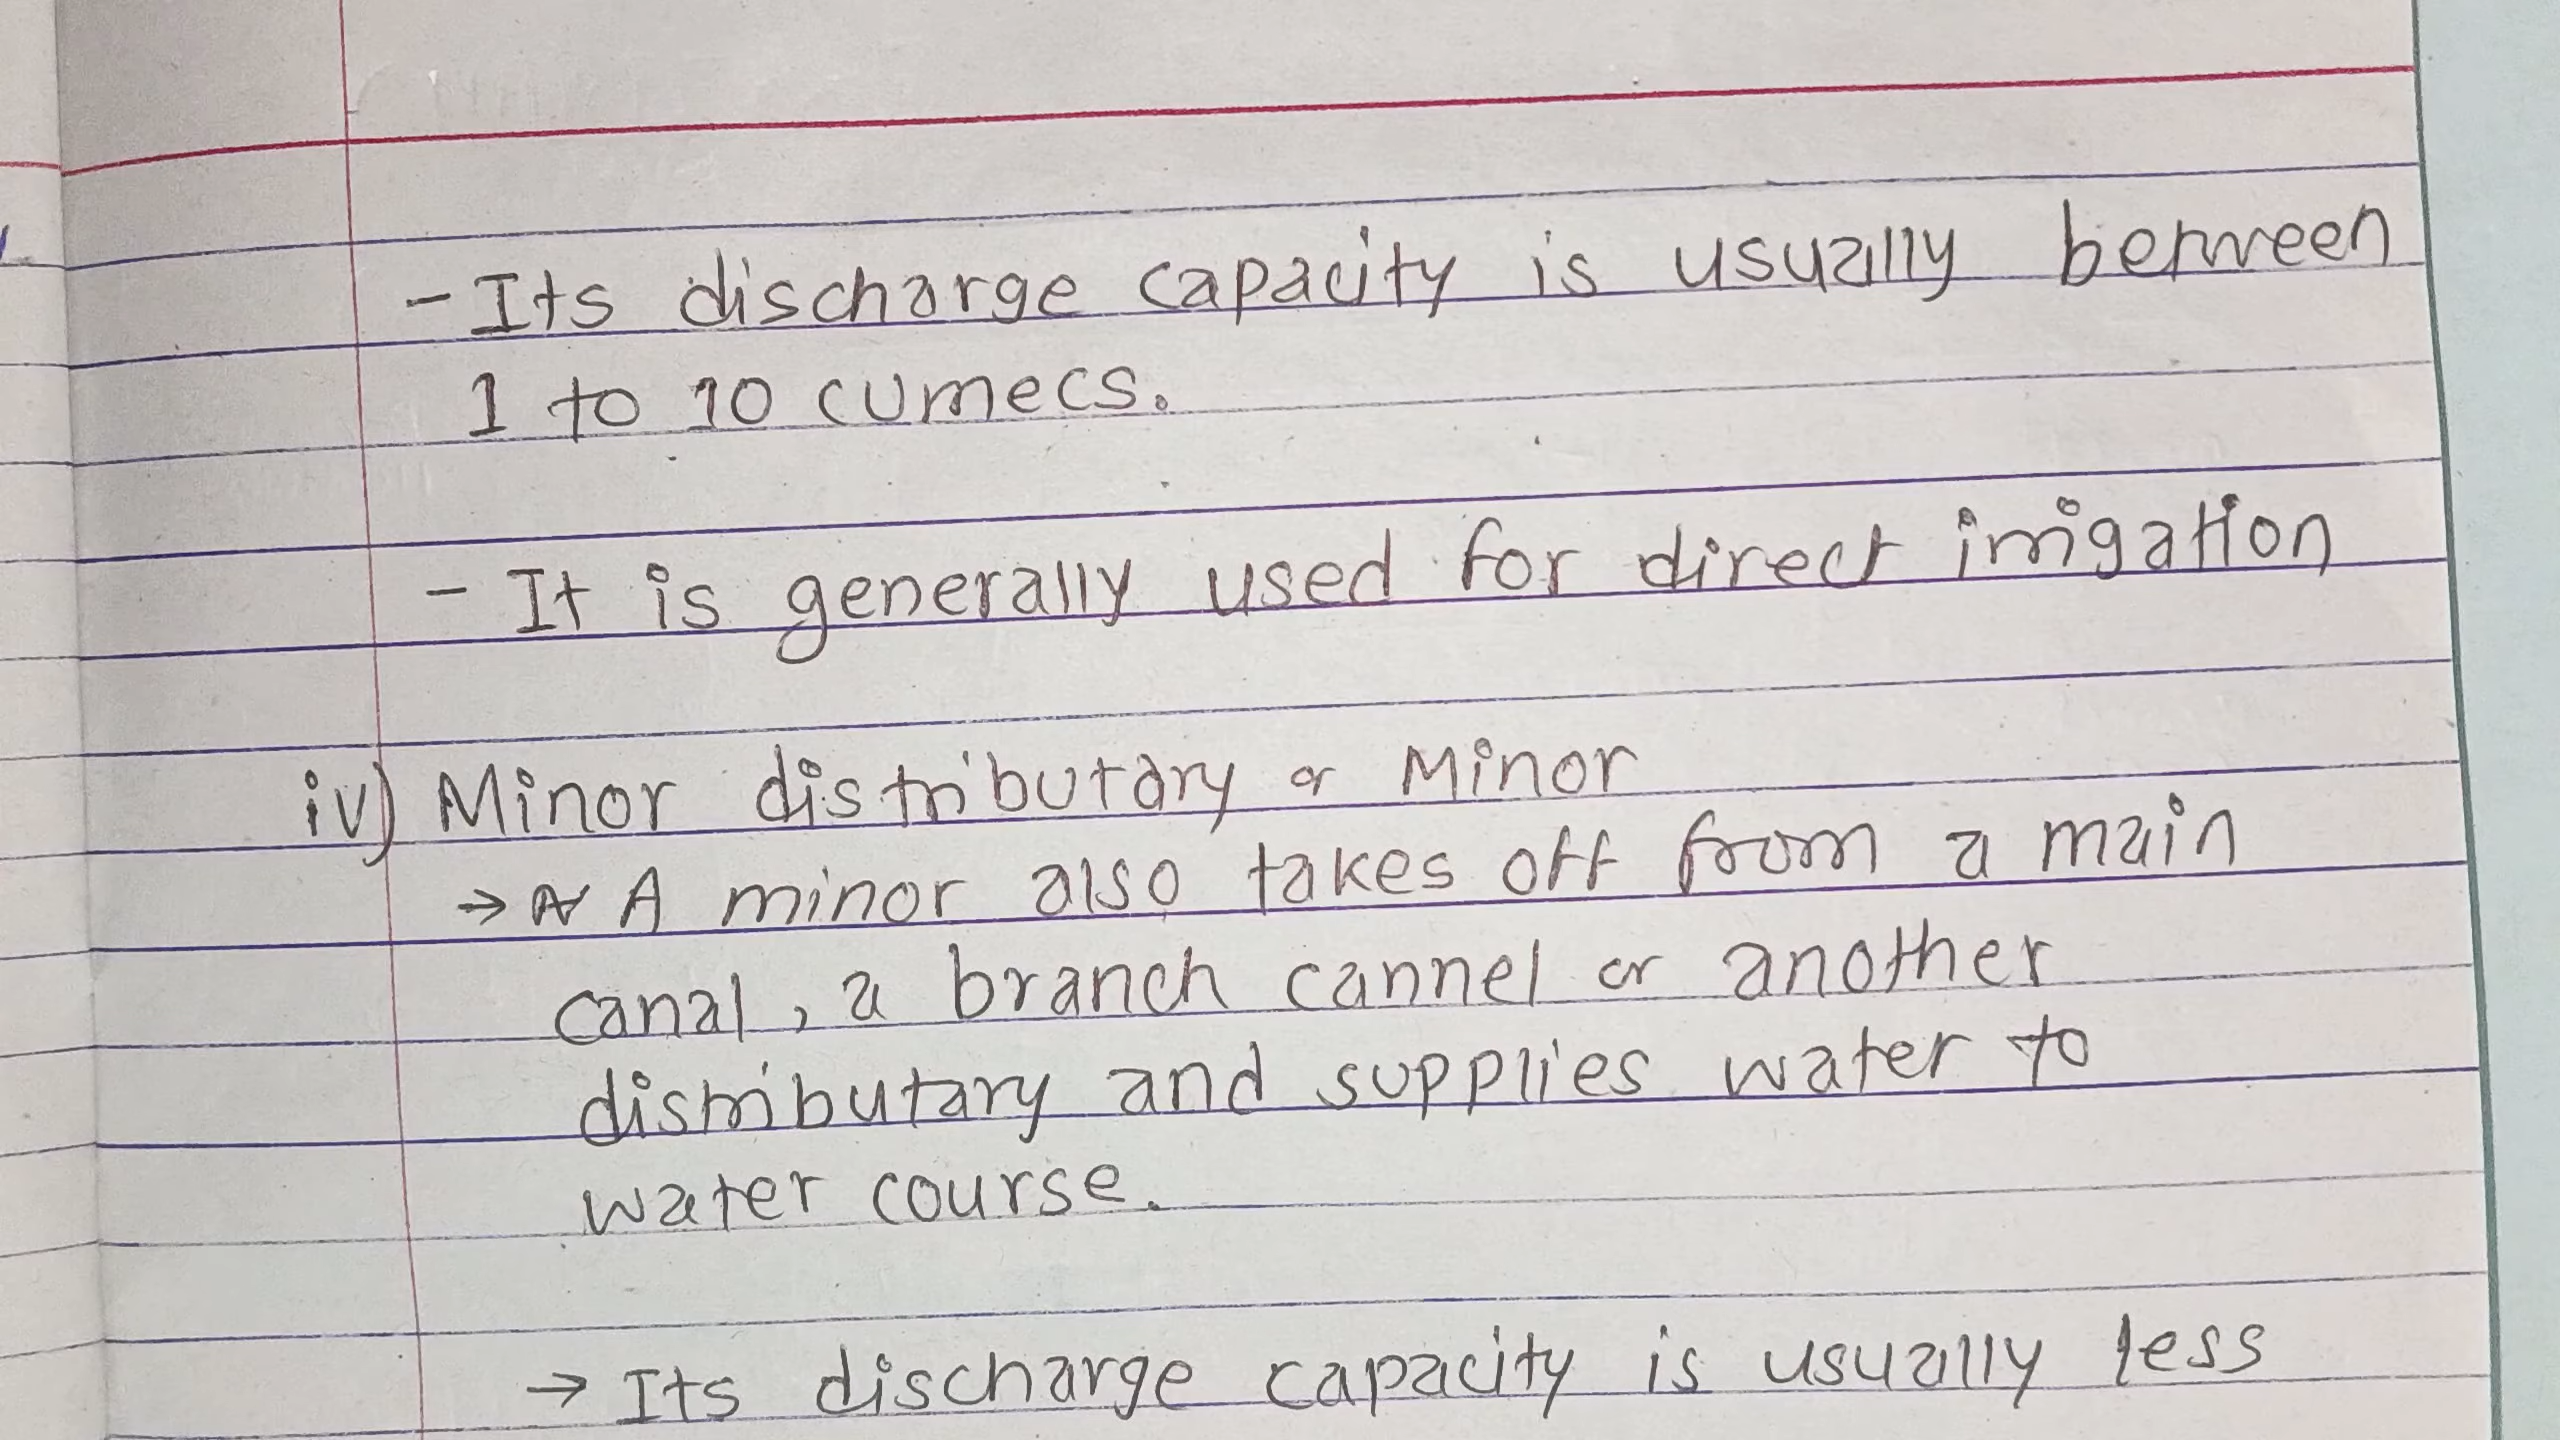 - Its discharge capacity is usually between
1 to 10 cumecs.
- It is generally used for direct irrigation
iv) Minor distributary or Minor
→ A minor also takes off from a main
canal, a branch cannel or another
distributary and supplies water to
water course.
→ Its discharge capacity is usually less